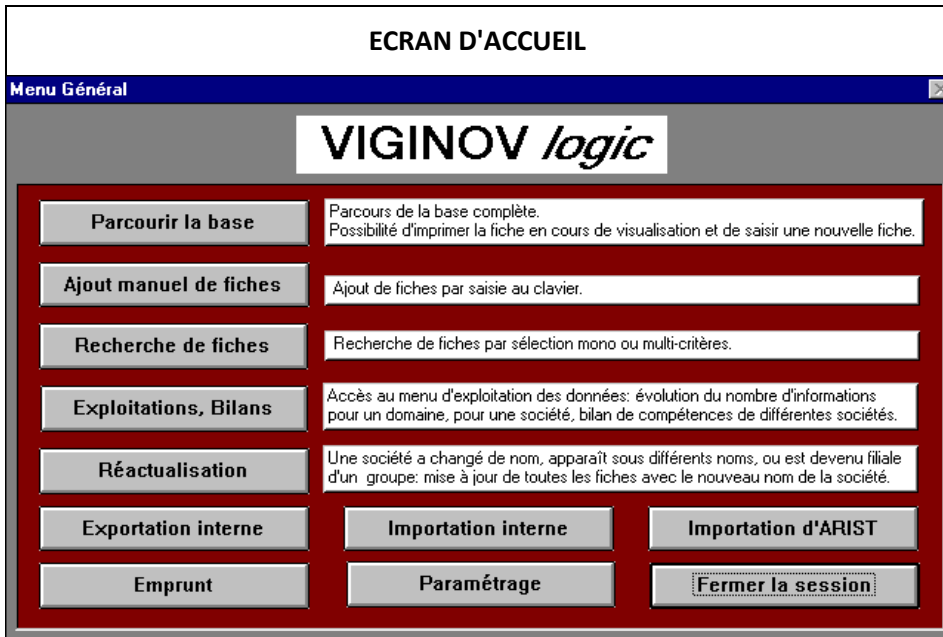 ECRAN D'ACCUEIL
Menu Général
VIGINOV logic
Parcourir la base
Parcours de la base complète.
Possibilité d'imprimer la fiche en cours de visualisation et de saisir une nouvelle fiche.
Ajout manuel de fiches
Ajout de fiches par saisie au clavier.
Recherche de fiches
Recherche de fiches par sélection mono ou multi-critères.
Exploitations, Bilans
Accès au menu d'exploitation des données: évolution du nombre d'informations
pour un domaine, pour une société, bilan de compétences de différentes sociétés.
Réactualisation
Une société a changé de nom, apparaît sous différents noms, ou est devenu filiale
d'un groupe: mise à jour de toutes les fiches avec le nouveau nom de la société.
Exportation interne
Importation interne
Importation d'ARIST
Emprunt
Paramétrage
Fermer la session